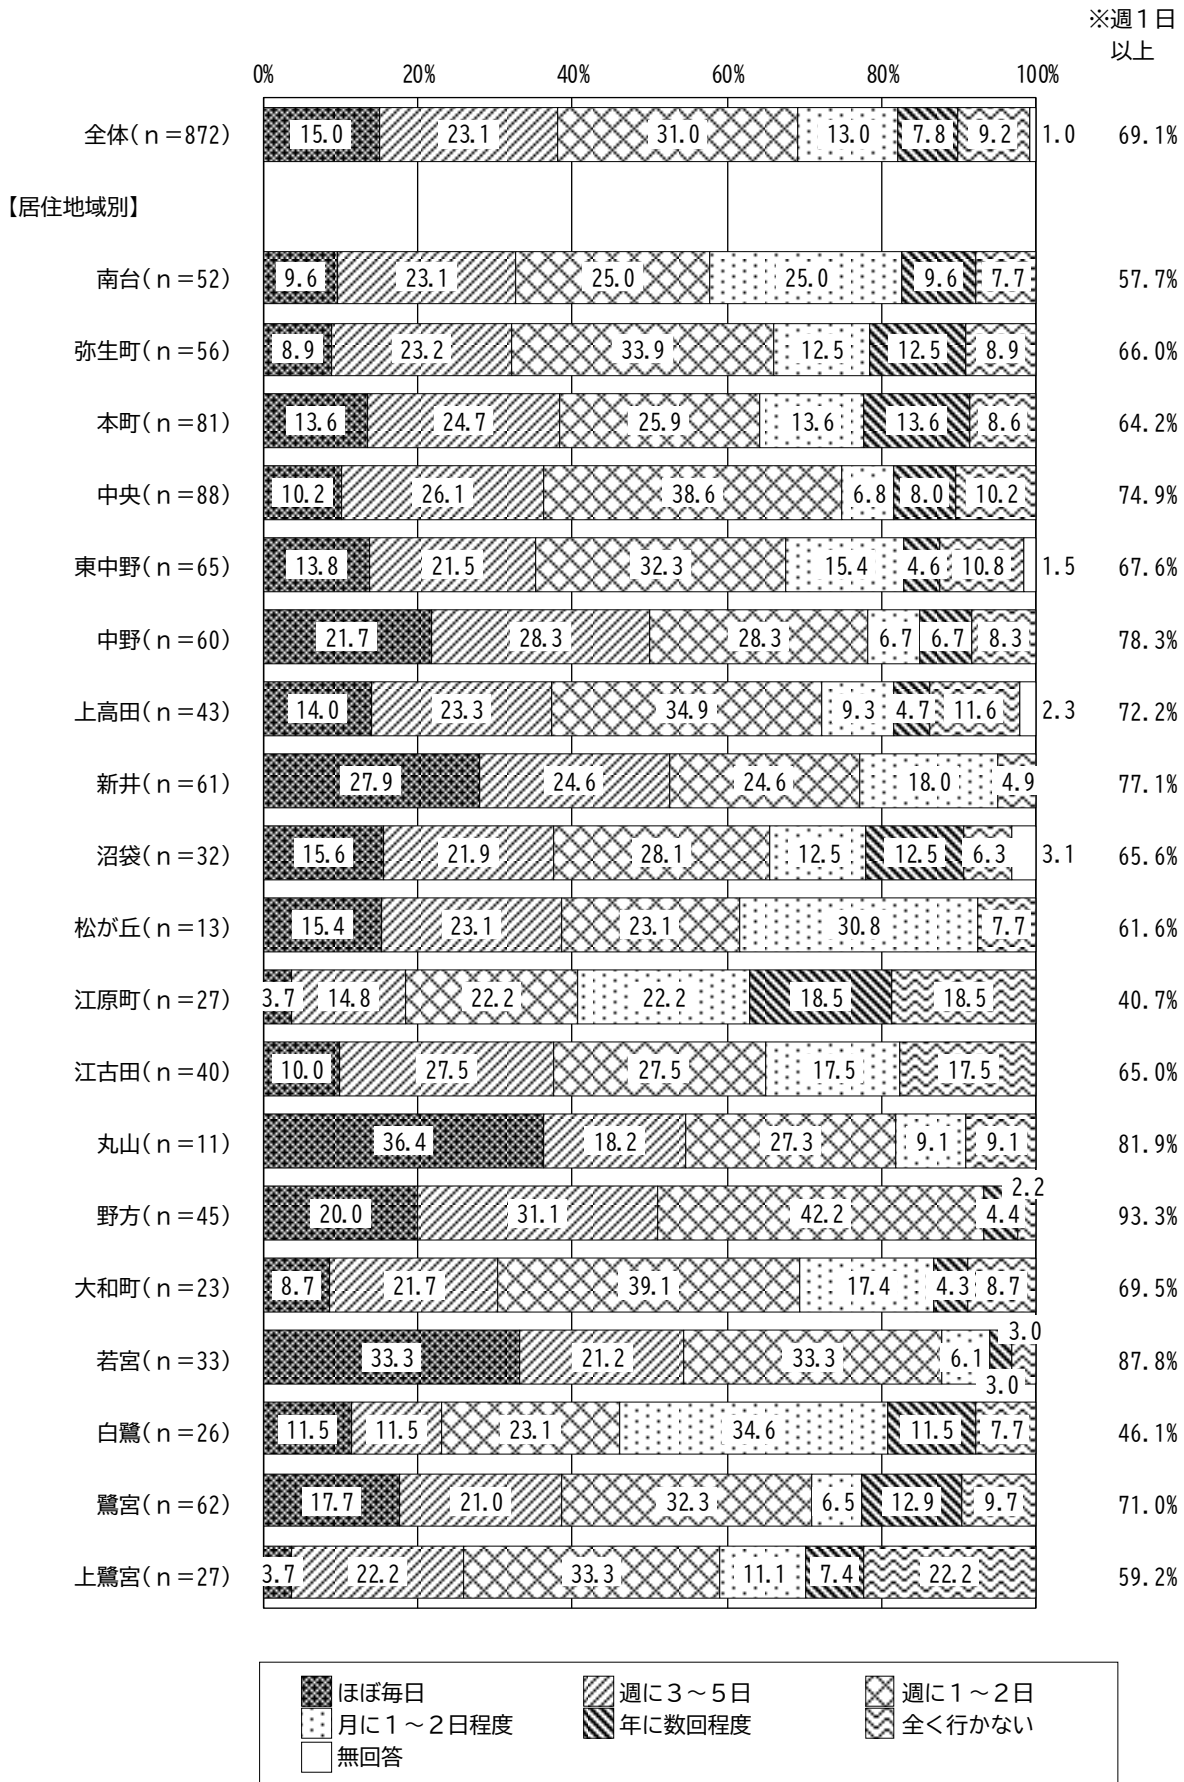 ※週１日
以上
0% 20% 40% 60% 80% 100%
全体(ｎ=872) 15.0 23.1 31.0 13.0 7.8 9.2 1.0 69.1%
【居住地域別】
南台(ｎ=52) 9.6 23.1 25.0 25.0 9.6 7.7 57.7%
弥生町(ｎ=56) 8.9 23.2 33.9 12.5 12.5 8.9 66.0%
本町(ｎ=81) 13.6 24.7 25.9 13.6 13.6 8.6 64.2%
中央(ｎ=88) 10.2 26.1 38.6 6.8 8.0 10.2 74.9%
東中野(ｎ=65) 13.8 21.5 32.3 15.4 4.6 10.8 1.5 67.6%
中野(ｎ=60) 21.7 28.3 28.3 6.7 6.7 8.3 78.3%
上高田(ｎ=43) 14.0 23.3 34.9 9.3 4.7 11.6 2.3 72.2%
新井(ｎ=61) 27.9 24.6 24.6 18.0 4.9 77.1%
沼袋(ｎ=32) 15.6 21.9 28.1 12.5 12.5 6.3 3.1 65.6%
松が丘(ｎ=13) 15.4 23.1 23.1 30.8 7.7 61.6%
江原町(ｎ=27) 3.7 14.8 22.2 22.2 18.5 18.5 40.7%
江古田(ｎ=40) 10.0 27.5 27.5 17.5 17.5 65.0%
丸山(ｎ=11) 36.4 18.2 27.3 9.1 9.1 81.9%
野方(ｎ=45) 20.0 31.1 42.2 4.4 2.2 93.3%
大和町(ｎ=23) 8.7 21.7 39.1 17.4 4.3 8.7 69.5%
若宮(ｎ=33) 33.3 21.2 33.3 6.1 3.0 3.0 87.8%
白鷺(ｎ=26) 11.5 11.5 23.1 34.6 11.5 7.7 46.1%
鷺宮(ｎ=62) 17.7 21.0 32.3 6.5 12.9 9.7 71.0%
上鷺宮(ｎ=27) 3.7 22.2 33.3 11.1 7.4 22.2 59.2%
ほぼ毎日 週に３～５日 週に１～２日
月に１～２日程度 年に数回程度 全く行かない
無回答